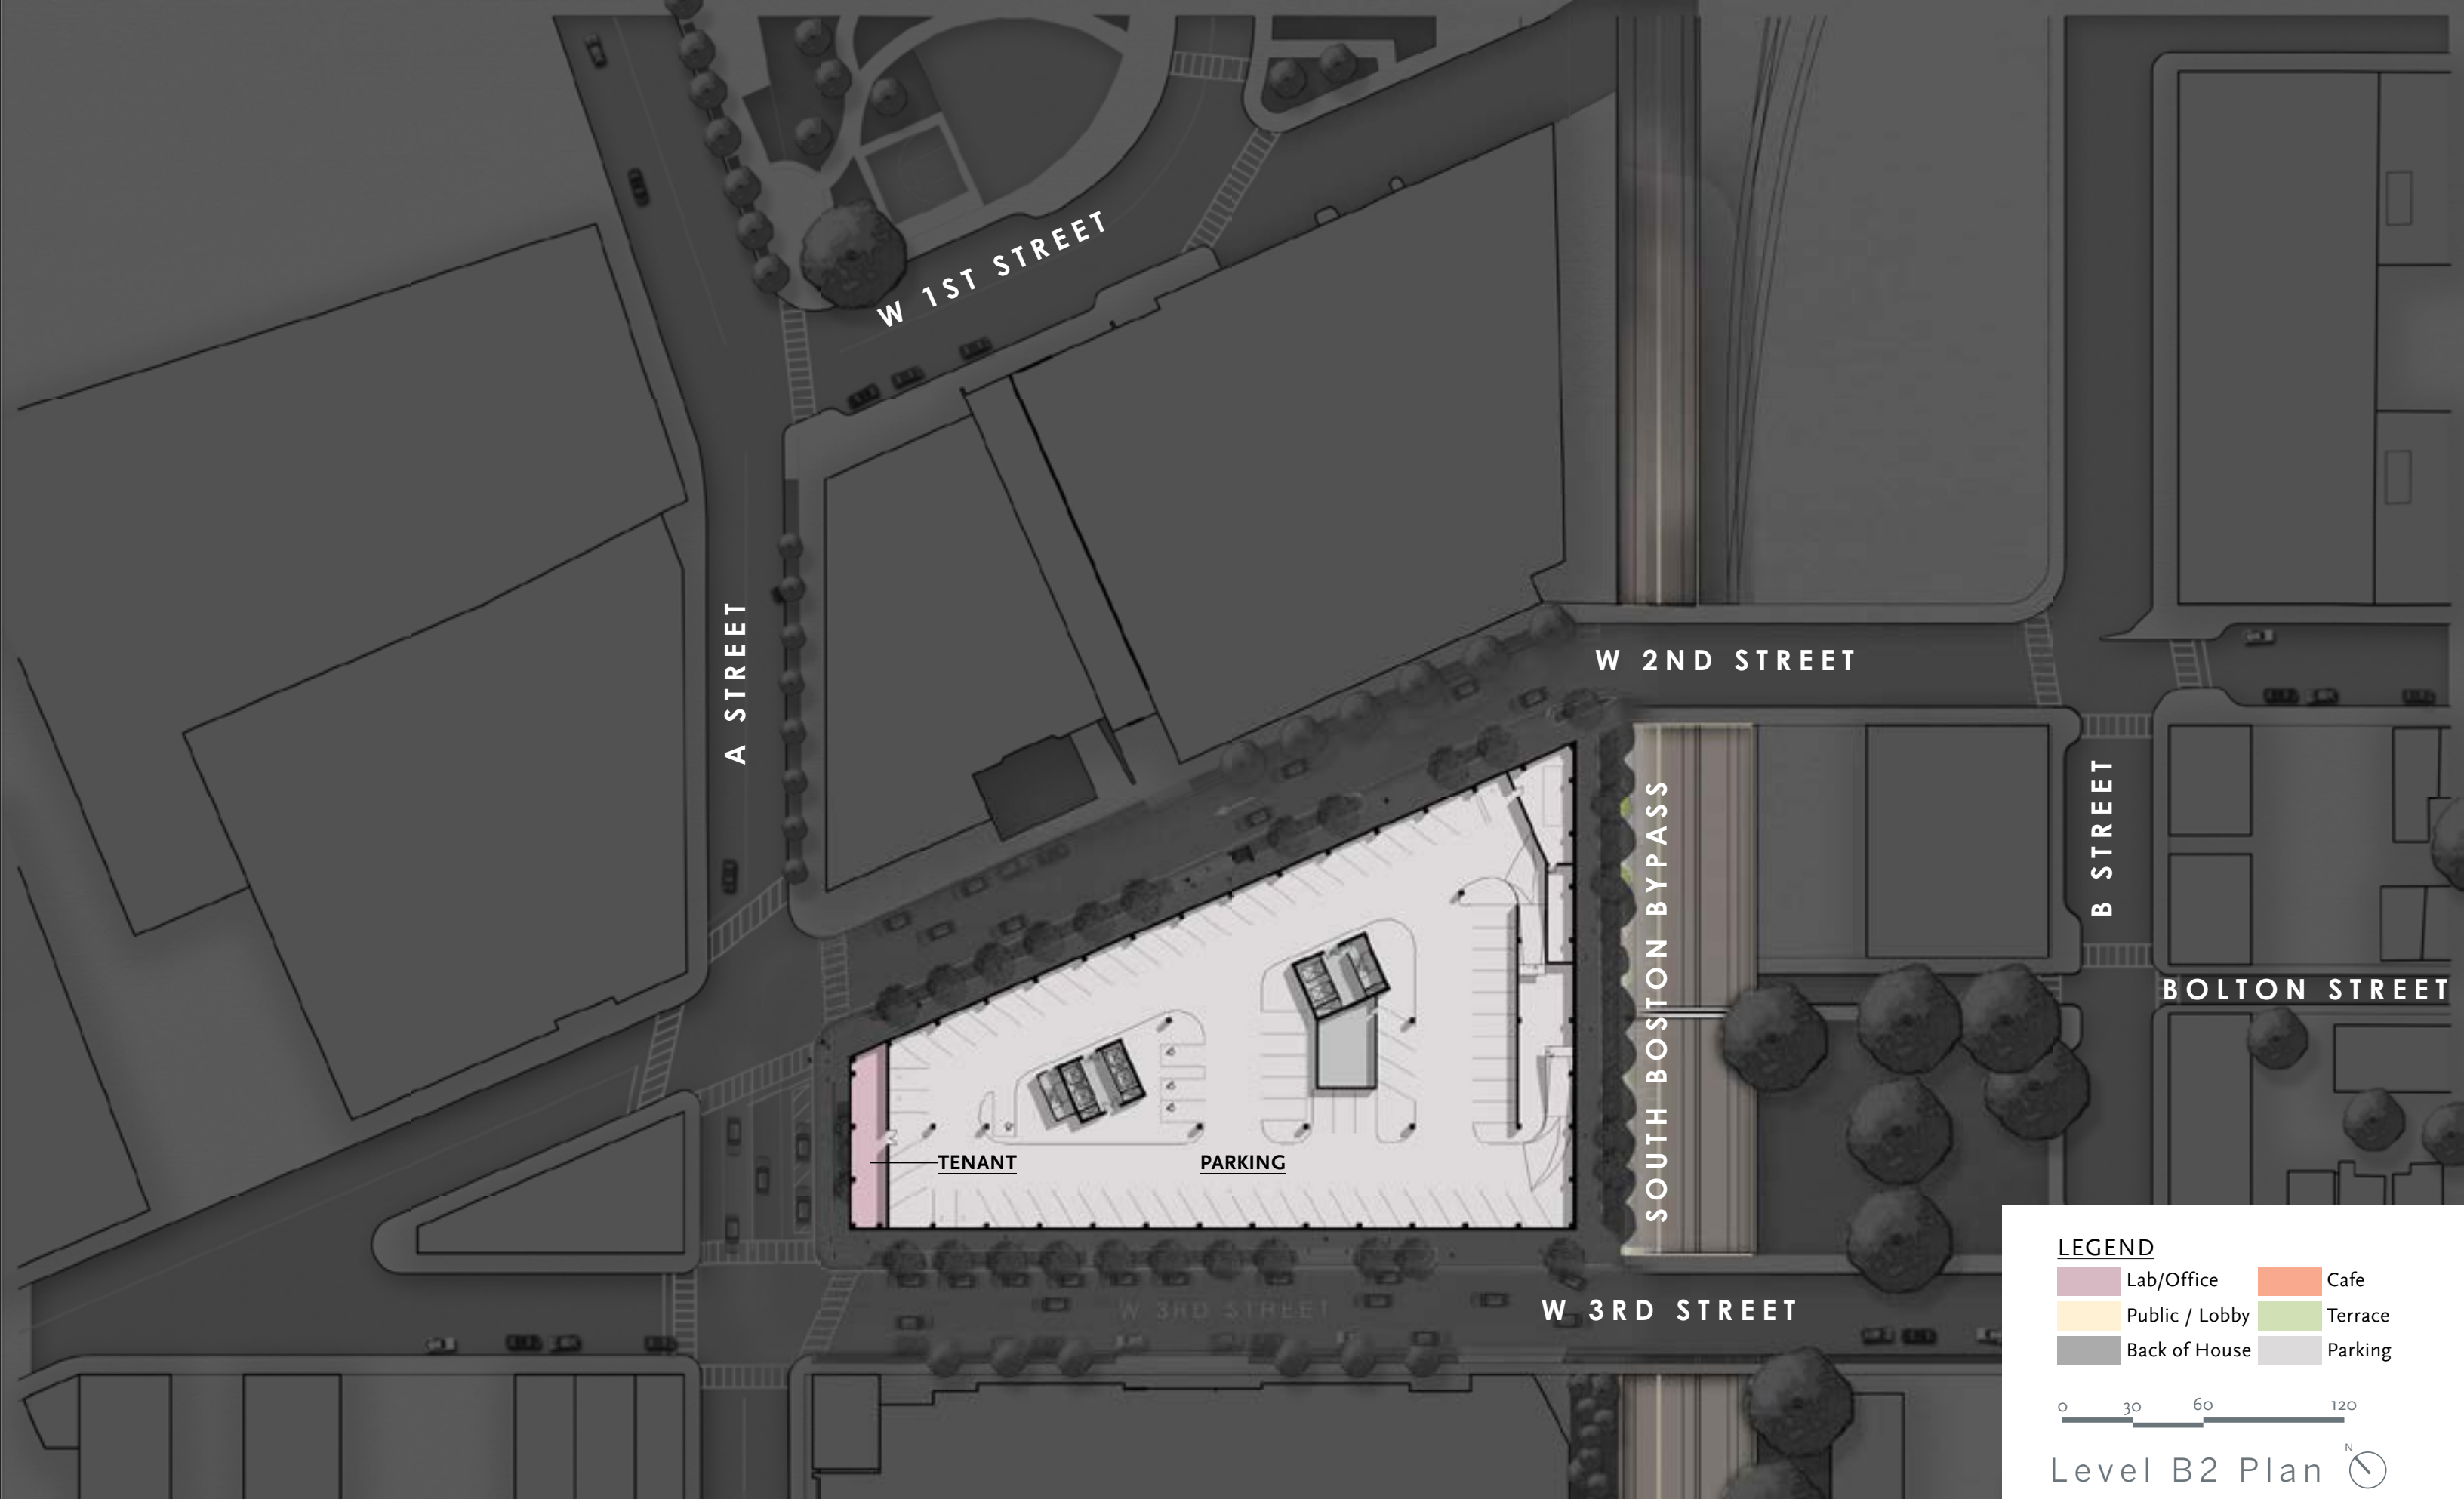 W 1ST STREET
A STREET
W 2ND STREET
SOUTH BOSTON BYPASS
B STREET
BOLTON STREET
TENANT
PARKING
W 3RD STREET
W 3RD STREET
LEGEND
Lab/Office
Cafe
Public / Lobby
Terrace
Back of House
Parking
0 30 60 120
N
Level B2 Plan